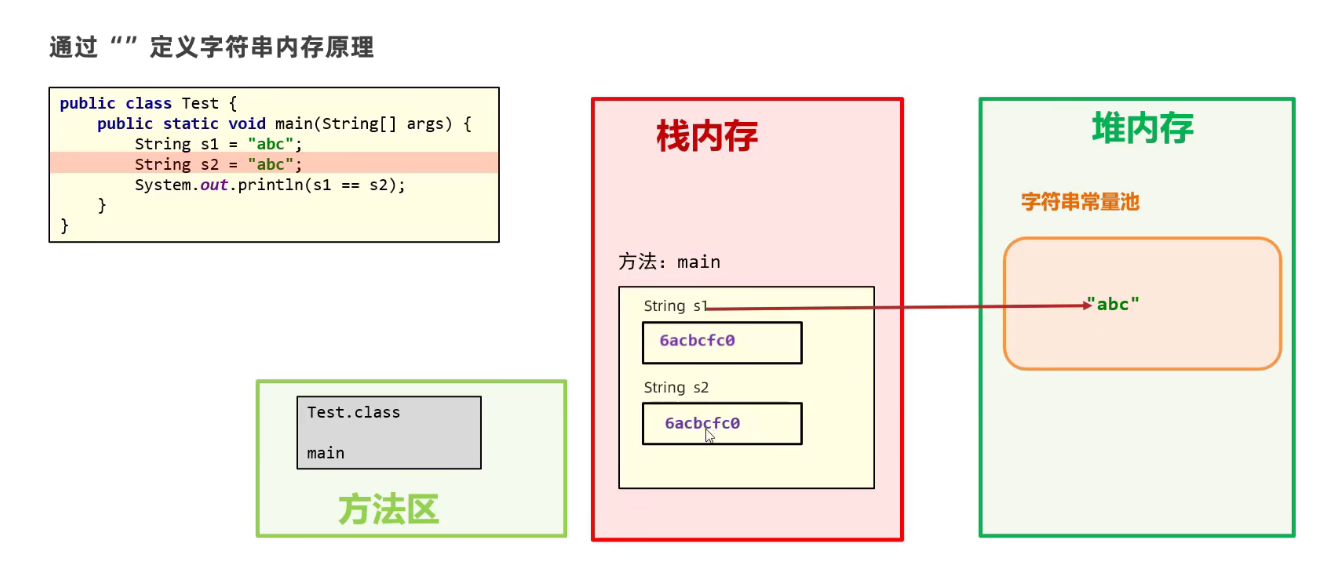 通过“”定义字符串内存原理
public class Test {
    public static void main(String[] args) {
        String s1 = "abc";
        String s2 = "abc";
        System.out.println(s1 == s2);
    }
}
Test.class
main
方法区
栈内存
方法：main
String s1
6acbcfc0
String s2
6acbcfc0
堆内存
字符串常量池
"abc"